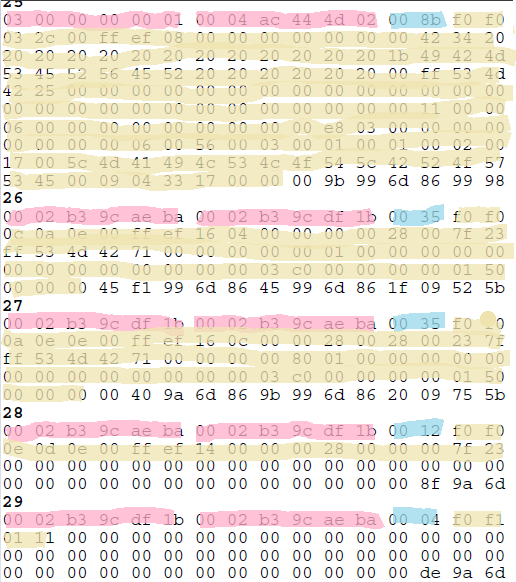 25
03 00 00 00 00 01 00 04 ac 44 4d 02 00 8b f0 f0
03 2c 00 ff ef 08 00 00 00 00 00 00 00 42 34 20
20 20 20 20 20 20 20 20 20 20 20 20 1b 49 42 4d
53 45 52 56 45 52 20 20 20 20 20 20 00 ff 53 4d
42 25 00 00 00 00 00 00 00 00 00 00 00 00 00 00
00 00 00 00 00 00 00 00 00 00 00 00 00 11 00 00
06 00 00 00 00 00 00 00 00 00 e8 03 00 00 00 00
00 00 00 00 06 00 56 00 03 00 01 00 01 00 02 00
17 00 5c 4d 41 49 4c 53 4c 4f 54 5c 42 52 4f 57
53 45 00 09 04 33 17 00 00 00 9b 99 6d 86 99 98
26
00 02 b3 9c ae ba 00 02 b3 9c df 1b 00 35 f0 f0
0c 0a 0e 00 ff ef 16 04 00 00 00 00 28 00 7f 23
ff 53 4d 42 71 00 00 00 00 00 01 00 00 00 00 00
00 00 00 00 00 00 00 00 03 c0 00 00 00 00 01 50
00 00 00 45 f1 99 6d 86 45 99 6d 86 1f 09 52 5b
27
00 02 b3 9c df 1b 00 02 b3 9c ae ba 00 35 f0 f0
0a 0e 0e 00 ff ef 16 0c 00 00 28 00 28 00 23 7f
ff 53 4d 42 71 00 00 00 00 80 01 00 00 00 00 00
00 00 00 00 00 00 00 00 03 c0 00 00 00 00 01 50
00 00 00 00 40 9a 6d 86 9b 99 6d 86 20 09 75 5b
28
00 02 b3 9c ae ba 00 02 b3 9c df 1b 00 12 f0 f0
0e 0d 0e 00 ff ef 14 00 00 00 28 00 00 00 7f 23
00 00 00 00 00 00 00 00 00 00 00 00 00 00 00 00
00 00 00 00 00 00 00 00 00 00 00 00 00 8f 9a 6d
29
00 02 b3 9c df 1b 00 02 b3 9c ae ba 00 04 f0 f1
01 11 00 00 00 00 00 00 00 00 00 00 00 00 00 00
00 00 00 00 00 00 00 00 00 00 00 00 00 00 00 00
00 00 00 00 00 00 00 00 00 00 00 00 00 de 9a 6d